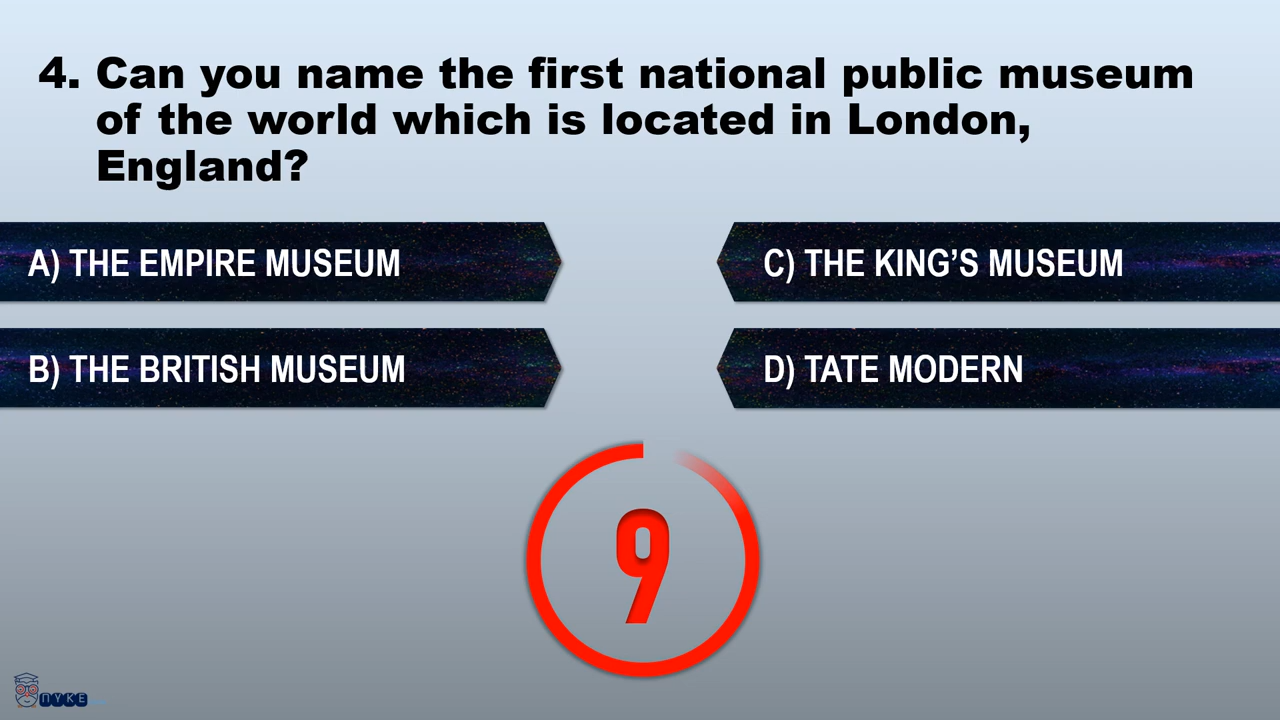 4. Can you name the first national public museum
of the world which is located in London,
England?
A) THE EMPIRE MUSEUM
C) THE KING’S MUSEUM
B) THE BRITISH MUSEUM
D) TATE MODERN
9
NYKE